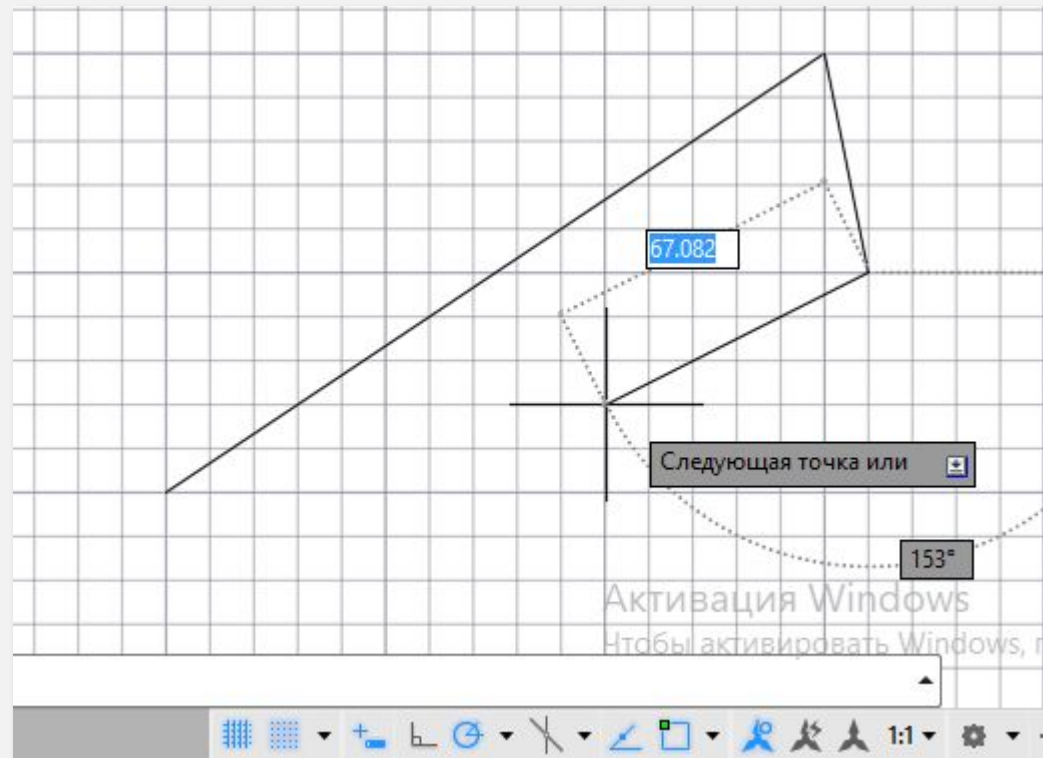 67.082
Следующая точка или
153°
Активация Windows
Чтобы активировать Windows,
1:1